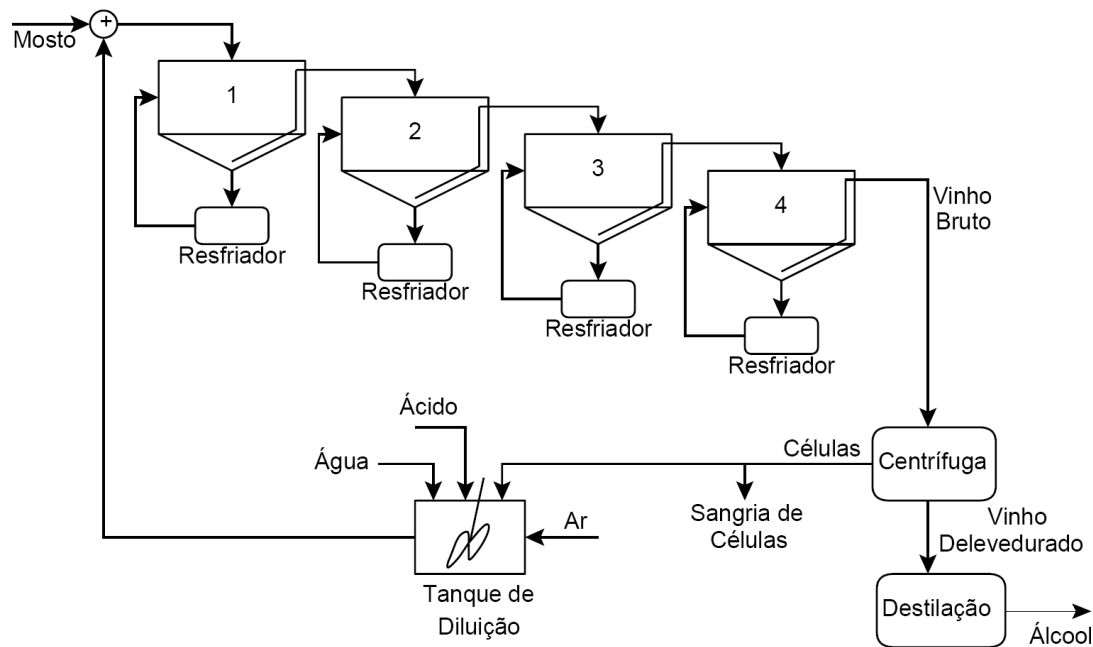 Mosto
+
1
2
3
4
Resfriador
Resfriador
Resfriador
Resfriador
Vinho
Bruto
Ácido
Água
Células
Centrífuga
Ar
Sangria de
Células
Vinho
Delevedurado
Tanque de
Diluição
Destilação
Álcool